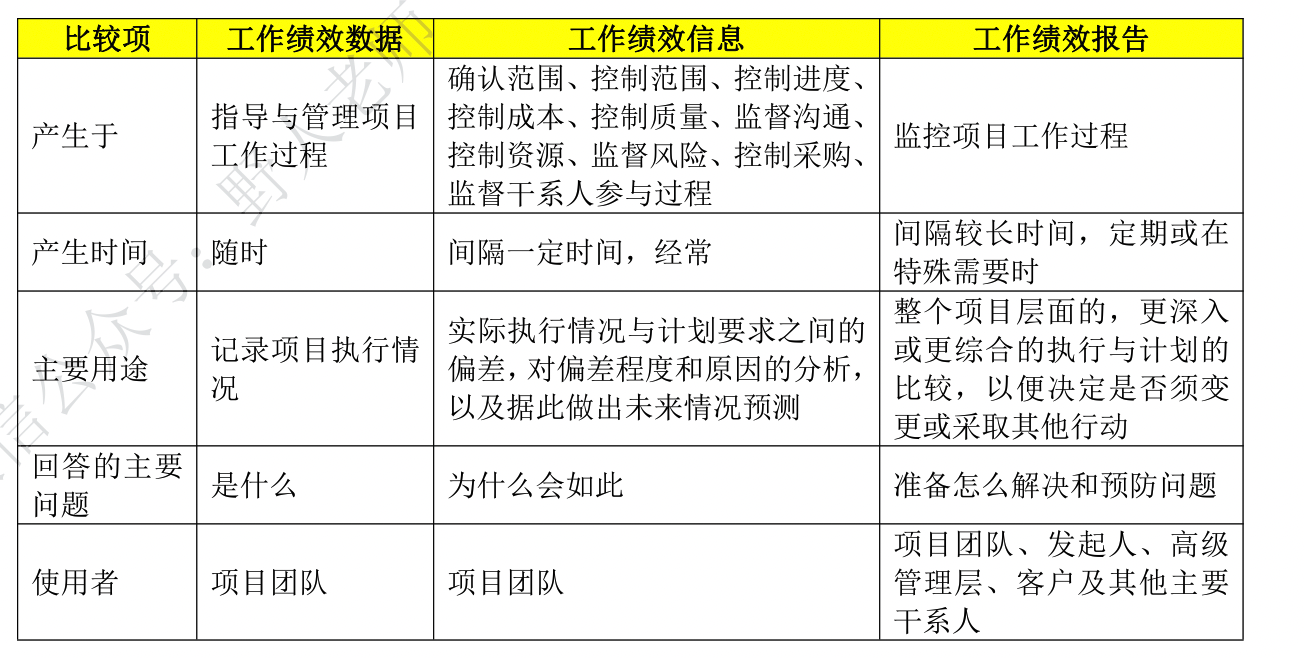 比较项
工作绩效数据
工作绩效信息
工作绩效报告
产生于
指导与管理项目
工作过程
确认范围、控制范围、控制进度、
控制成本、控制质量、监督沟通、
控制资源、监督风险、控制采购、
监督干系人参与过程
监控项目工作过程
产生时间
随时
间隔一定时间，经常
间隔较长时间，定期或在
特殊需要时
主要用途
记录项目执行情
况
实际执行情况与计划要求之间的
偏差，对偏差程度和原因的分析，
以及据此做出未来情况预测
整个项目层面的，更深入
或更综合的执行与计划的
比较，以便决定是否须变
更或采取其他行动
回答的主要
问题
是什么
为什么会如此
准备怎么解决和预防问题
使用者
项目团队
项目团队
项目团队、发起人、高级
管理层、客户及其他主要
干系人
信公众号：野人老师